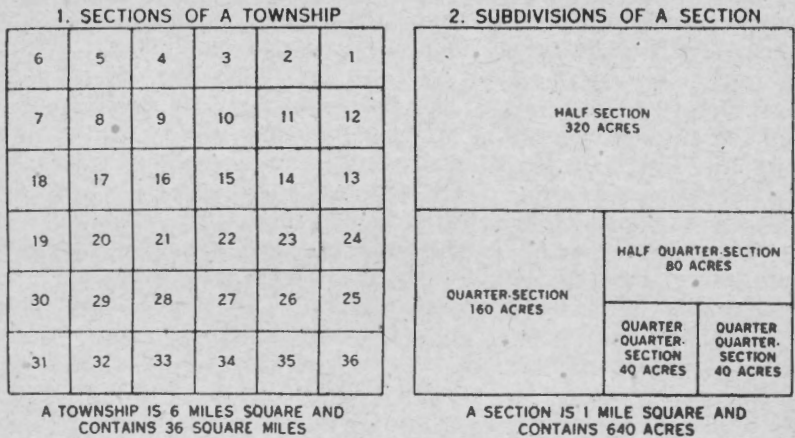 1. SECTIONS OF A TOWNSHIP
6 5 4 3 2 1
7 8 9 10 11 12
18 17 16 15 14 13
19 20 21 22 23 24
30 29 28 27 26 25
31 32 33 34 35 36
A TOWNSHIP IS 6 MILES SQUARE AND
CONTAINS 36 SQUARE MILES
2. SUBDIVISIONS OF A SECTION
HALF SECTION
320 ACRES
QUARTER-SECTION
160 ACRES
HALF QUARTER-SECTION
80 ACRES
QUARTER
QUARTER-
SECTION
40 ACRES
QUARTER
QUARTER-
SECTION
40 ACRES
A SECTION IS 1 MILE SQUARE AND
CONTAINS 640 ACRES